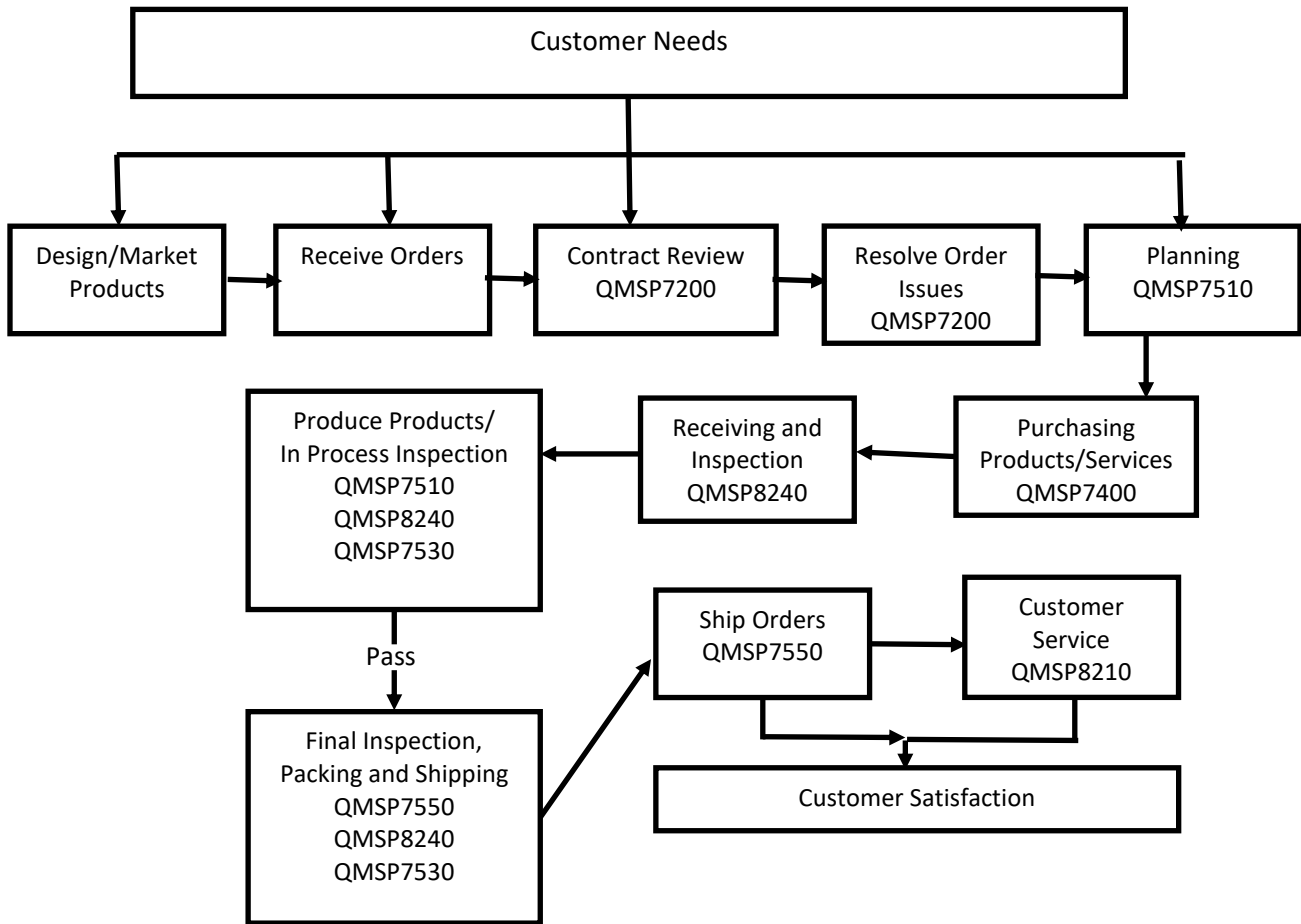 Customer Needs
Design/Market
Products
Receive Orders
Contract Review
QMSP7200
Resolve Order
Issues
QMSP7200
Planning
QMSP7510
Purchasing
Products/Services
QMSP7400
Receiving and
Inspection
QMSP8240
Produce Products/
In Process Inspection
QMSP7510
QMSP8240
QMSP7530
Pass
Final Inspection,
Packing and Shipping
QMSP7550
QMSP8240
QMSP7530
Ship Orders
QMSP7550
Customer
Service
QMSP8210
Customer Satisfaction